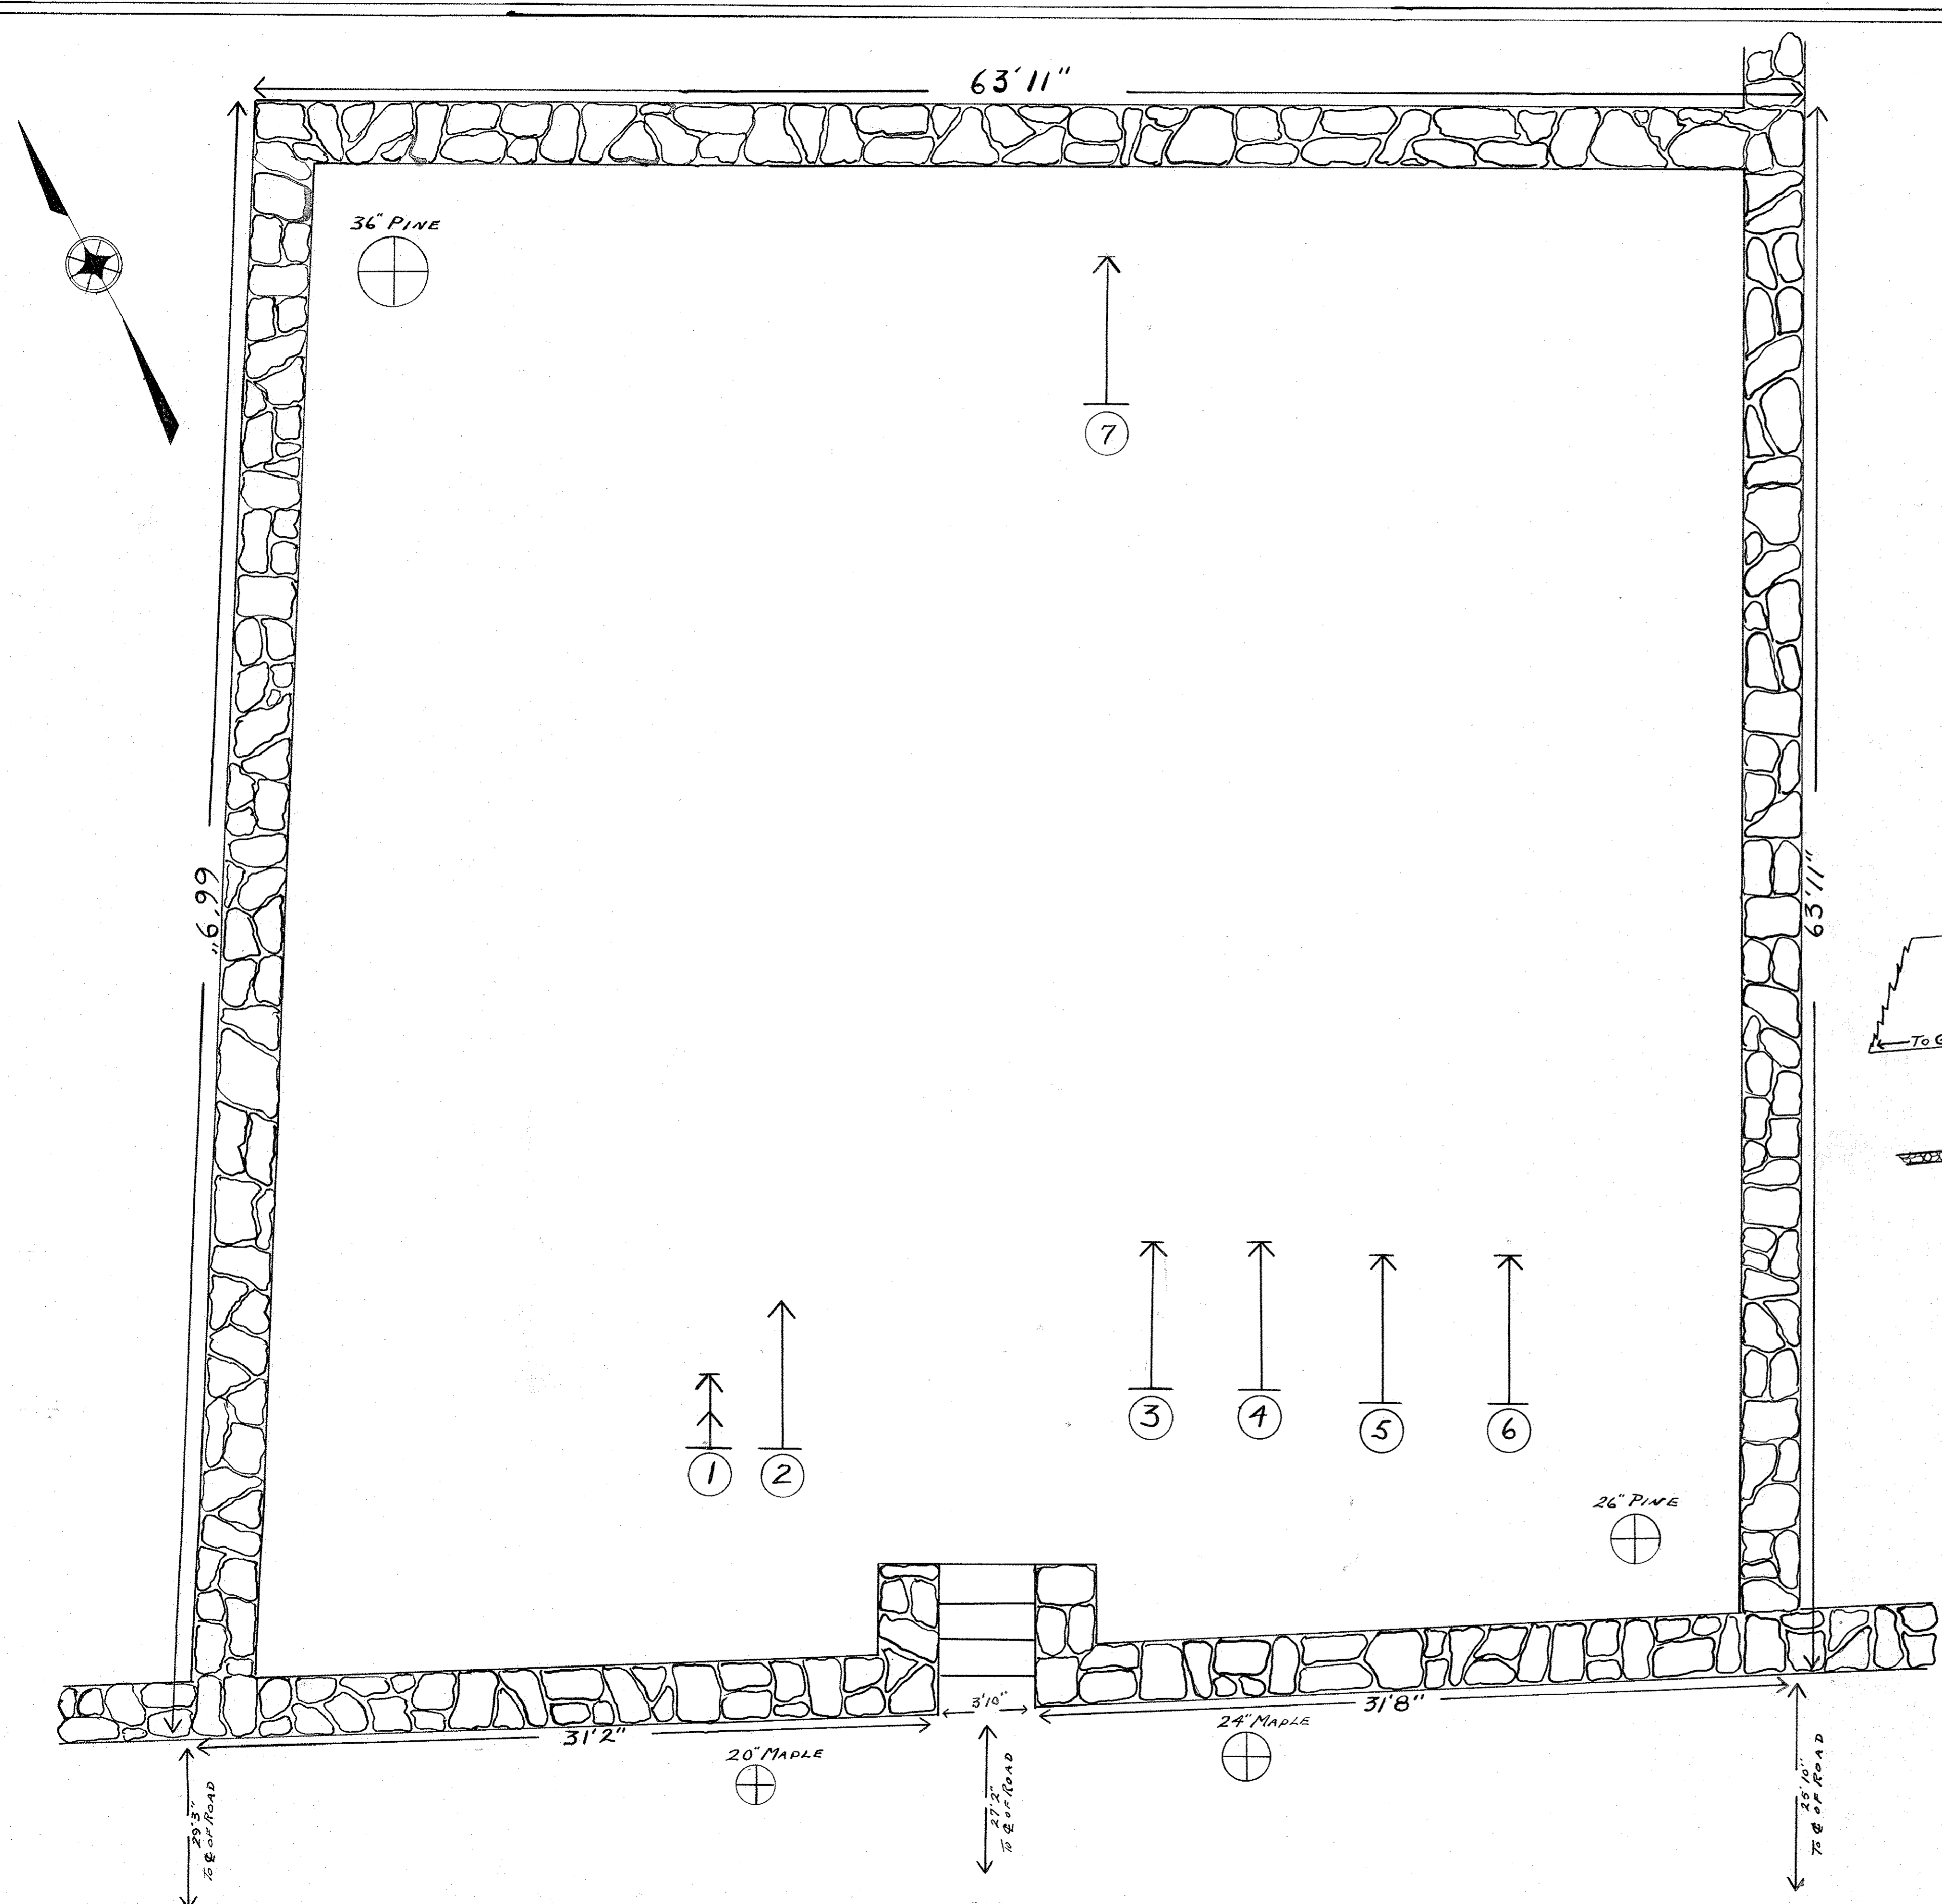 63'11"
36" PINE
7
66'9"
63'11"
To ₵
3
4
5
6
1
2
26" PINE
3'10"
31'8"
31'2"
24" MAPLE
20" MAPLE
29'3"
To ₵ OF ROAD
27'2"
To ₵ OF ROAD
25'10"
To ₵ OF ROAD